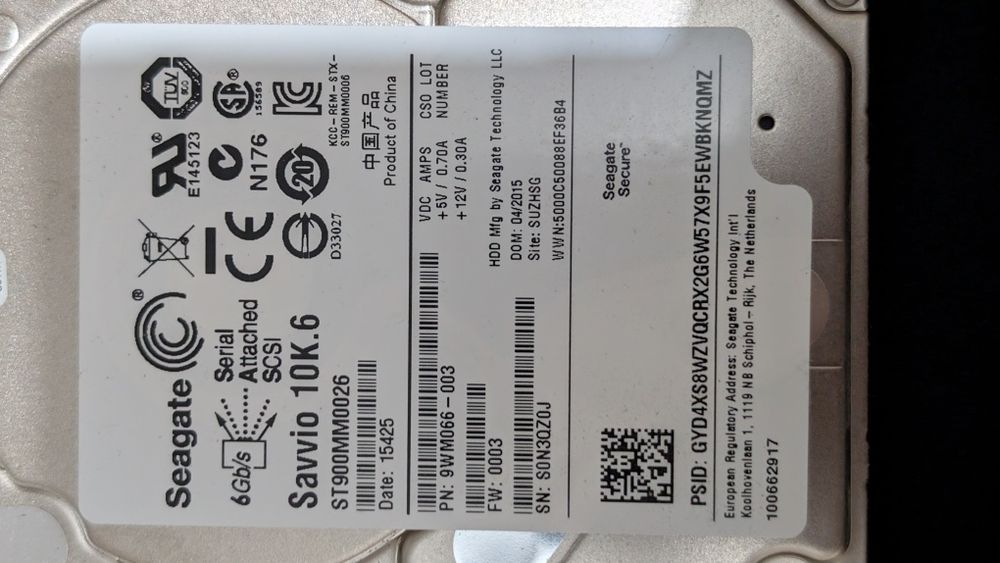 Seagate®
6Gb/s
Serial
Attached
SCSI
Savvio 10K.6
ST900MM0026
Date: 15425
E145123
N176
156589
20
D33027
KCC-REM-STX-
ST900MM0006
中国产品
Product of China
PN: 9WM066-003
FW: 0003
SN: S0N3QZ0J
VDC AMPS
+5V / 0.70A
+12V / 0.30A
CSO LOT
NUMBER
HDD Mfg by Seagate Technology LLC
DOM: 04/2015
Site: SUZHSG
WWN:5000C50088EF36B4
Seagate
Secure™
PSID: GYD4XS8WZVQCRX2G6W57X9F5EWBKNQMZ
European Regulatory Address: Seagate Technology Int'l
Koolhovenlaan 1, 1119 NB Schiphol-Rijk, The Netherlands
100662917